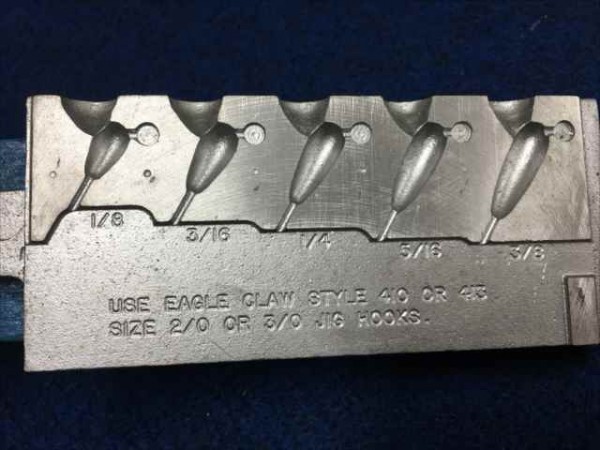 1/8 3/16 1/4 5/16 3/8
USE EAGLE CLAW STYLE 410 OR 413
SIZE 2/0 OR 3/0 JIG HOOKS.